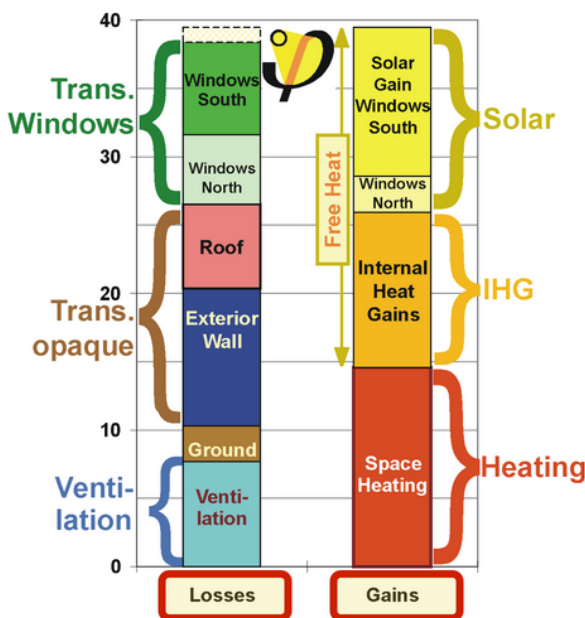 40
30
20
10
0
Trans.
Windows
Trans.
opaque
Venti-
lation
Windows
South
Windows
North
Roof
Exterior
Wall
Ground
Venti-
lation
Free Heat
Solar
Gain
Windows
South
Windows
North
Internal
Heat
Gains
Space
Heating
Solar
IHG
Heating
Losses
Gains